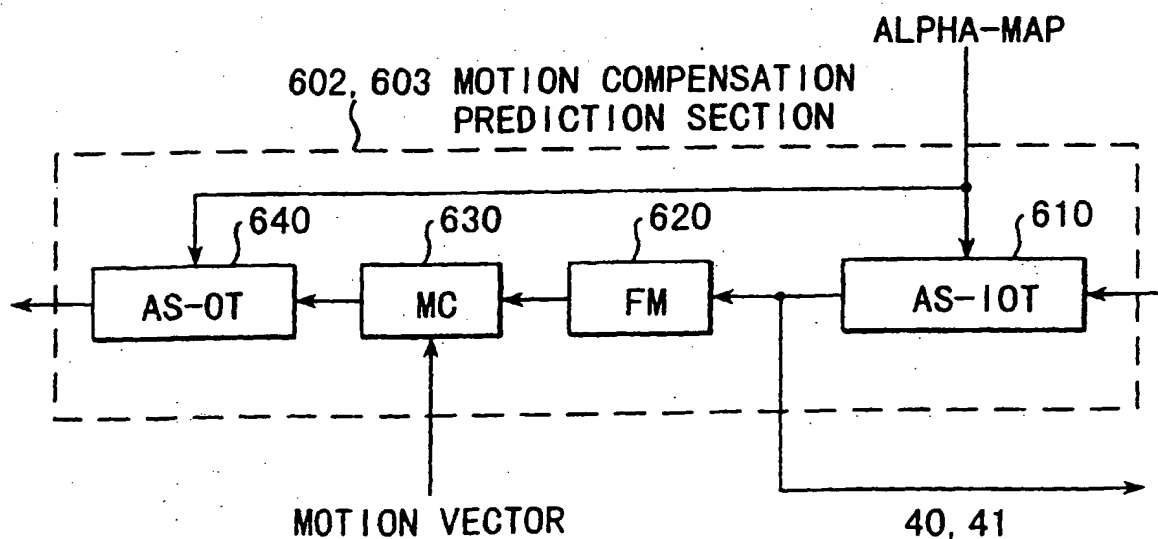 ALPHA-MAP
602, 603 MOTION COMPENSATION
PREDICTION SECTION
640
630
620
610
AS-OT
MC
FM
AS-IOT
MOTION VECTOR
40, 41